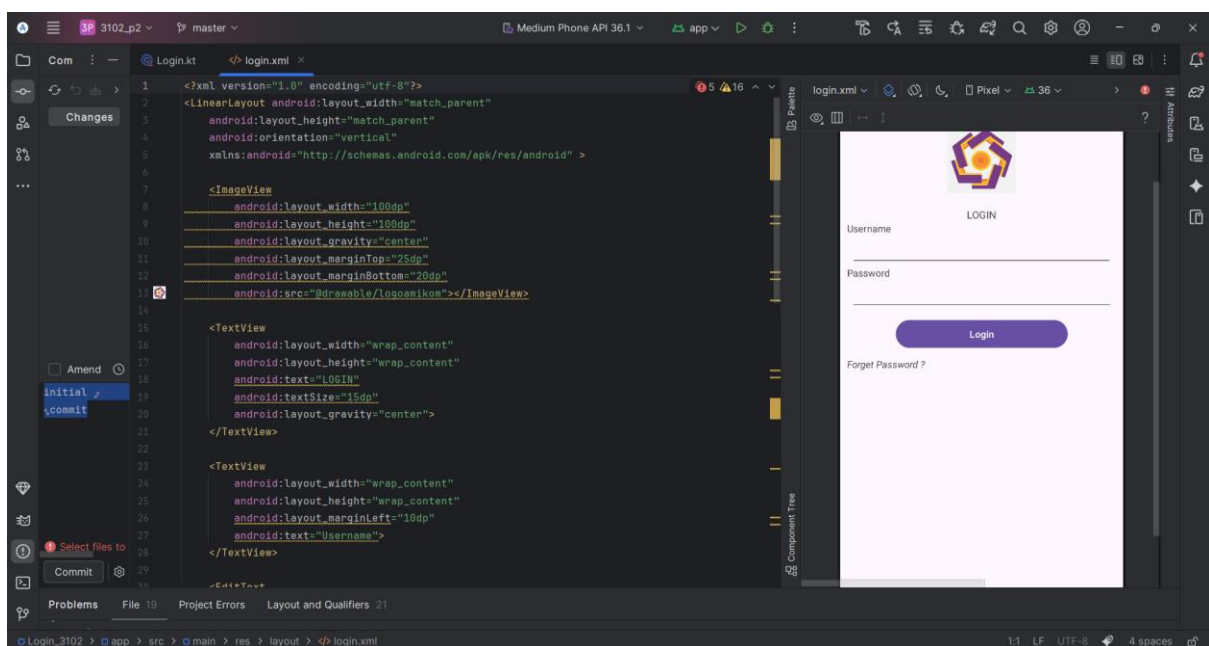 3P 3102_p2 master Medium Phone API 36.1 app
Com Login.kt login.xml
Changes
Amend
initial
commit
Select files to
Commit
1 <?xml version="1.0" encoding="utf-8"?>
2 <LinearLayout android:layout_width="match_parent"
3 android:layout_height="match_parent"
4 android:orientation="vertical"
5 xmlns:android="http://schemas.android.com/apk/res/android" >
6
7 <ImageView
8 android:layout_width="100dp"
9 android:layout_height="100dp"
10 android:layout_gravity="center"
11 android:layout_marginTop="25dp"
12 android:layout_marginBottom="20dp"
13 android:src="@drawable/logoamikom"></ImageView>
14
15 <TextView
16 android:layout_width="wrap_content"
17 android:layout_height="wrap_content"
18 android:text="LOGIN"
19 android:textSize="15dp"
20 android:layout_gravity="center">
21 </TextView>
22
23 <TextView
24 android:layout_width="wrap_content"
25 android:layout_height="wrap_content"
26 android:layout_marginLeft="10dp"
27 android:text="Username">
28 </TextView>
29
30 <EditText
5 16
Palette
Component Tree
login.xml Pixel 36
Attributes
LOGIN
Username
Password
Login
Forget Password ?
Problems File 19 Project Errors Layout and Qualifiers 21
Login_3102 > app > src > main > res > layout > login.xml
1:1 LF UTF-8 4 spaces